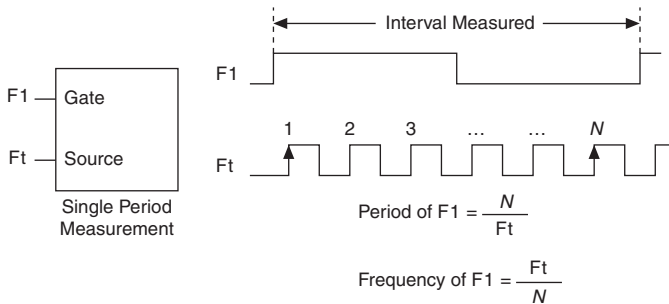 Interval Measured
F1
Gate
Ft
Source
Single Period
Measurement
F1
1 2 3 … … N
Ft
Period of F1 = N
Ft
Frequency of F1 = Ft
N